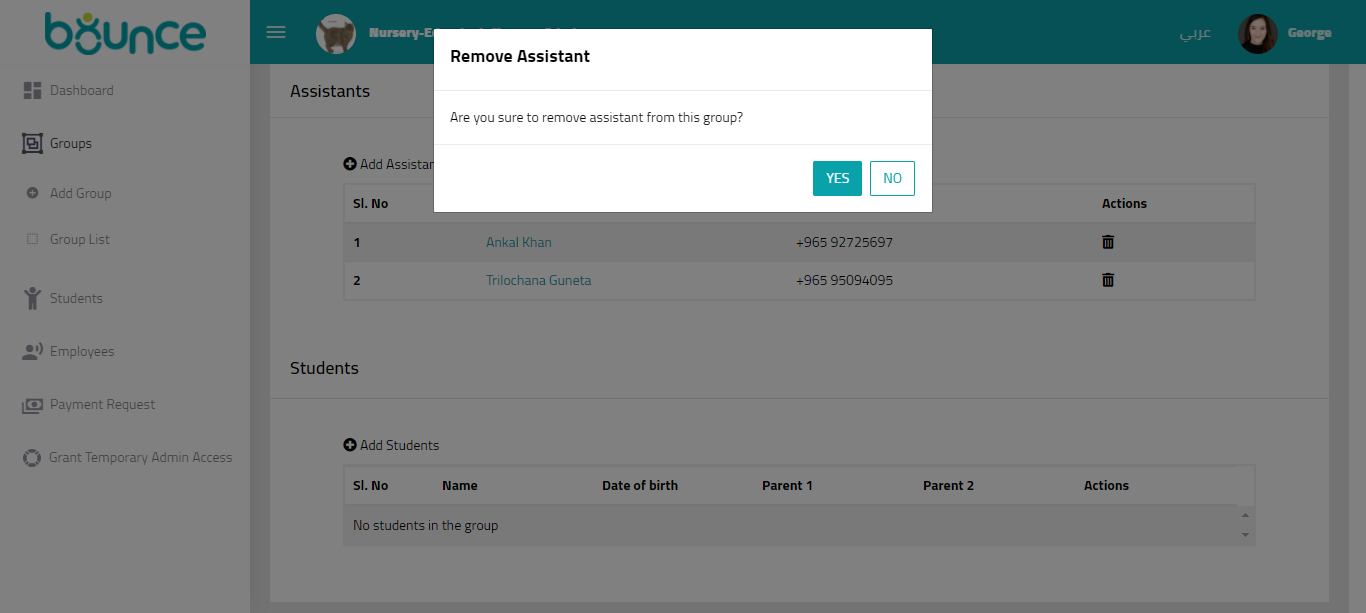 bounce
Nursery-Ed
عربي
George
Dashboard
Groups
Add Group
Group List
Students
Employees
Payment Request
Grant Temporary Admin Access
Remove Assistant
Are you sure to remove assistant from this group?
YES
NO
Assistants
Add Assistan
Sl. No
Actions
1 Ankal Khan +965 92725697
2 Trilochana Guneta +965 95094095
Students
Add Students
Sl. No Name Date of birth Parent 1 Parent 2 Actions
No students in the group